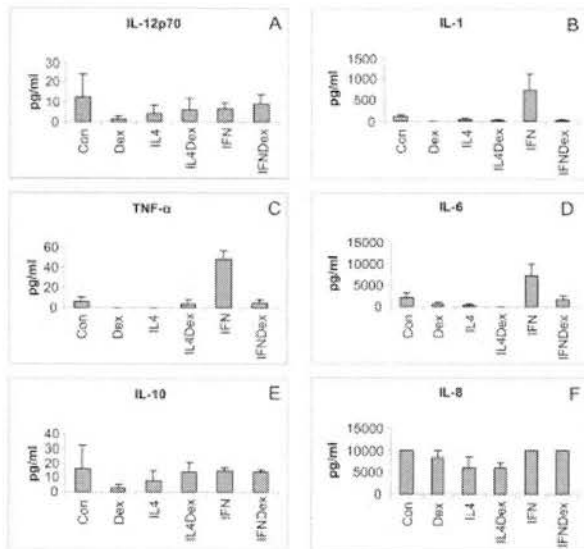 IL-12p70 A
pg/ml
30
20
10
0
Con Dex IL4 IL4Dex IFN IFNDex
IL-1 B
pg/ml
1500
1000
500
0
Con Dex IL4 IL4Dex IFN IFNDex
TNF-α C
pg/ml
60
40
20
0
Con Dex IL4 IL4Dex IFN IFNDex
IL-6 D
pg/ml
15000
10000
5000
0
Con Dex IL4 IL4Dex IFN IFNDex
IL-10 E
pg/ml
40
30
20
10
0
Con Dex IL4 IL4Dex IFN IFNDex
IL-8 F
pg/ml
15000
10000
5000
0
Con Dex IL4 IL4Dex IFN IFNDex